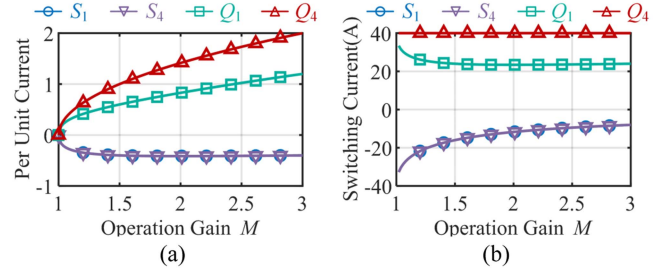 S1 S4 Q1 Q4
Per Unit Current
2
1
0
-1
1 1.5 2 2.5 3
Operation Gain M
(a)
S1 S4 Q1 Q4
Switching Current(A)
40
20
0
-20
-40
1 1.5 2 2.5 3
Operation Gain M
(b)